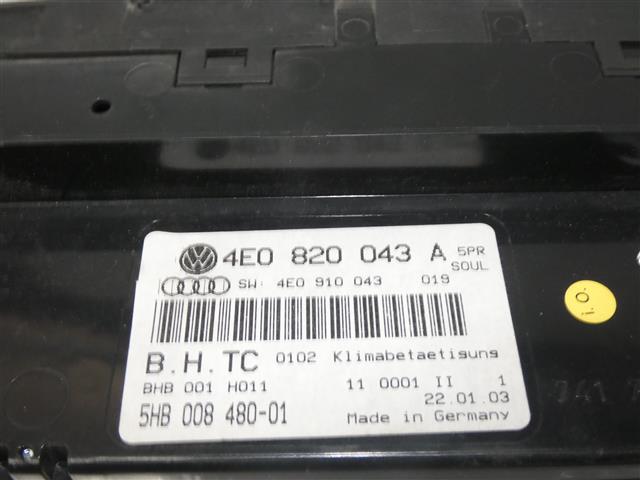 4E0 820 043 A 5PR
SOUL
SW: 4E0 910 043 019
B.H.TC 0102 Klimabetaetigung
BHB 001 H011 11 0001 II 1
22.01.03
5HB 008 480-01 Made in Germany
i.O.